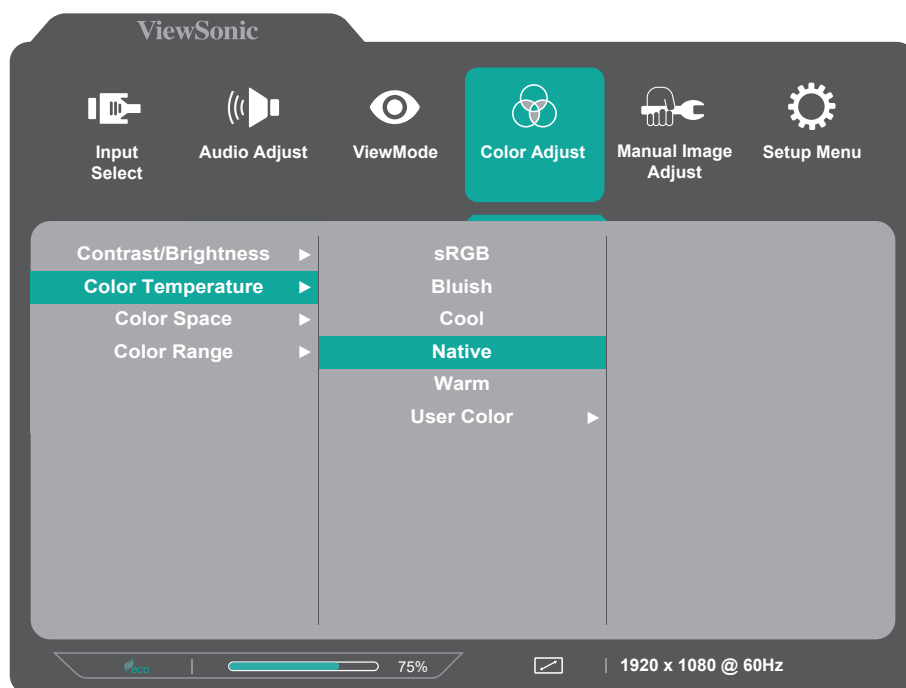 ViewSonic
Input
Select
Audio Adjust
ViewMode
Color Adjust
Manual Image
Adjust
Setup Menu
Contrast/Brightness
Color Temperature
Color Space
Color Range
sRGB
Bluish
Cool
Native
Warm
User Color
ECO
75%
1920 x 1080 @ 60Hz